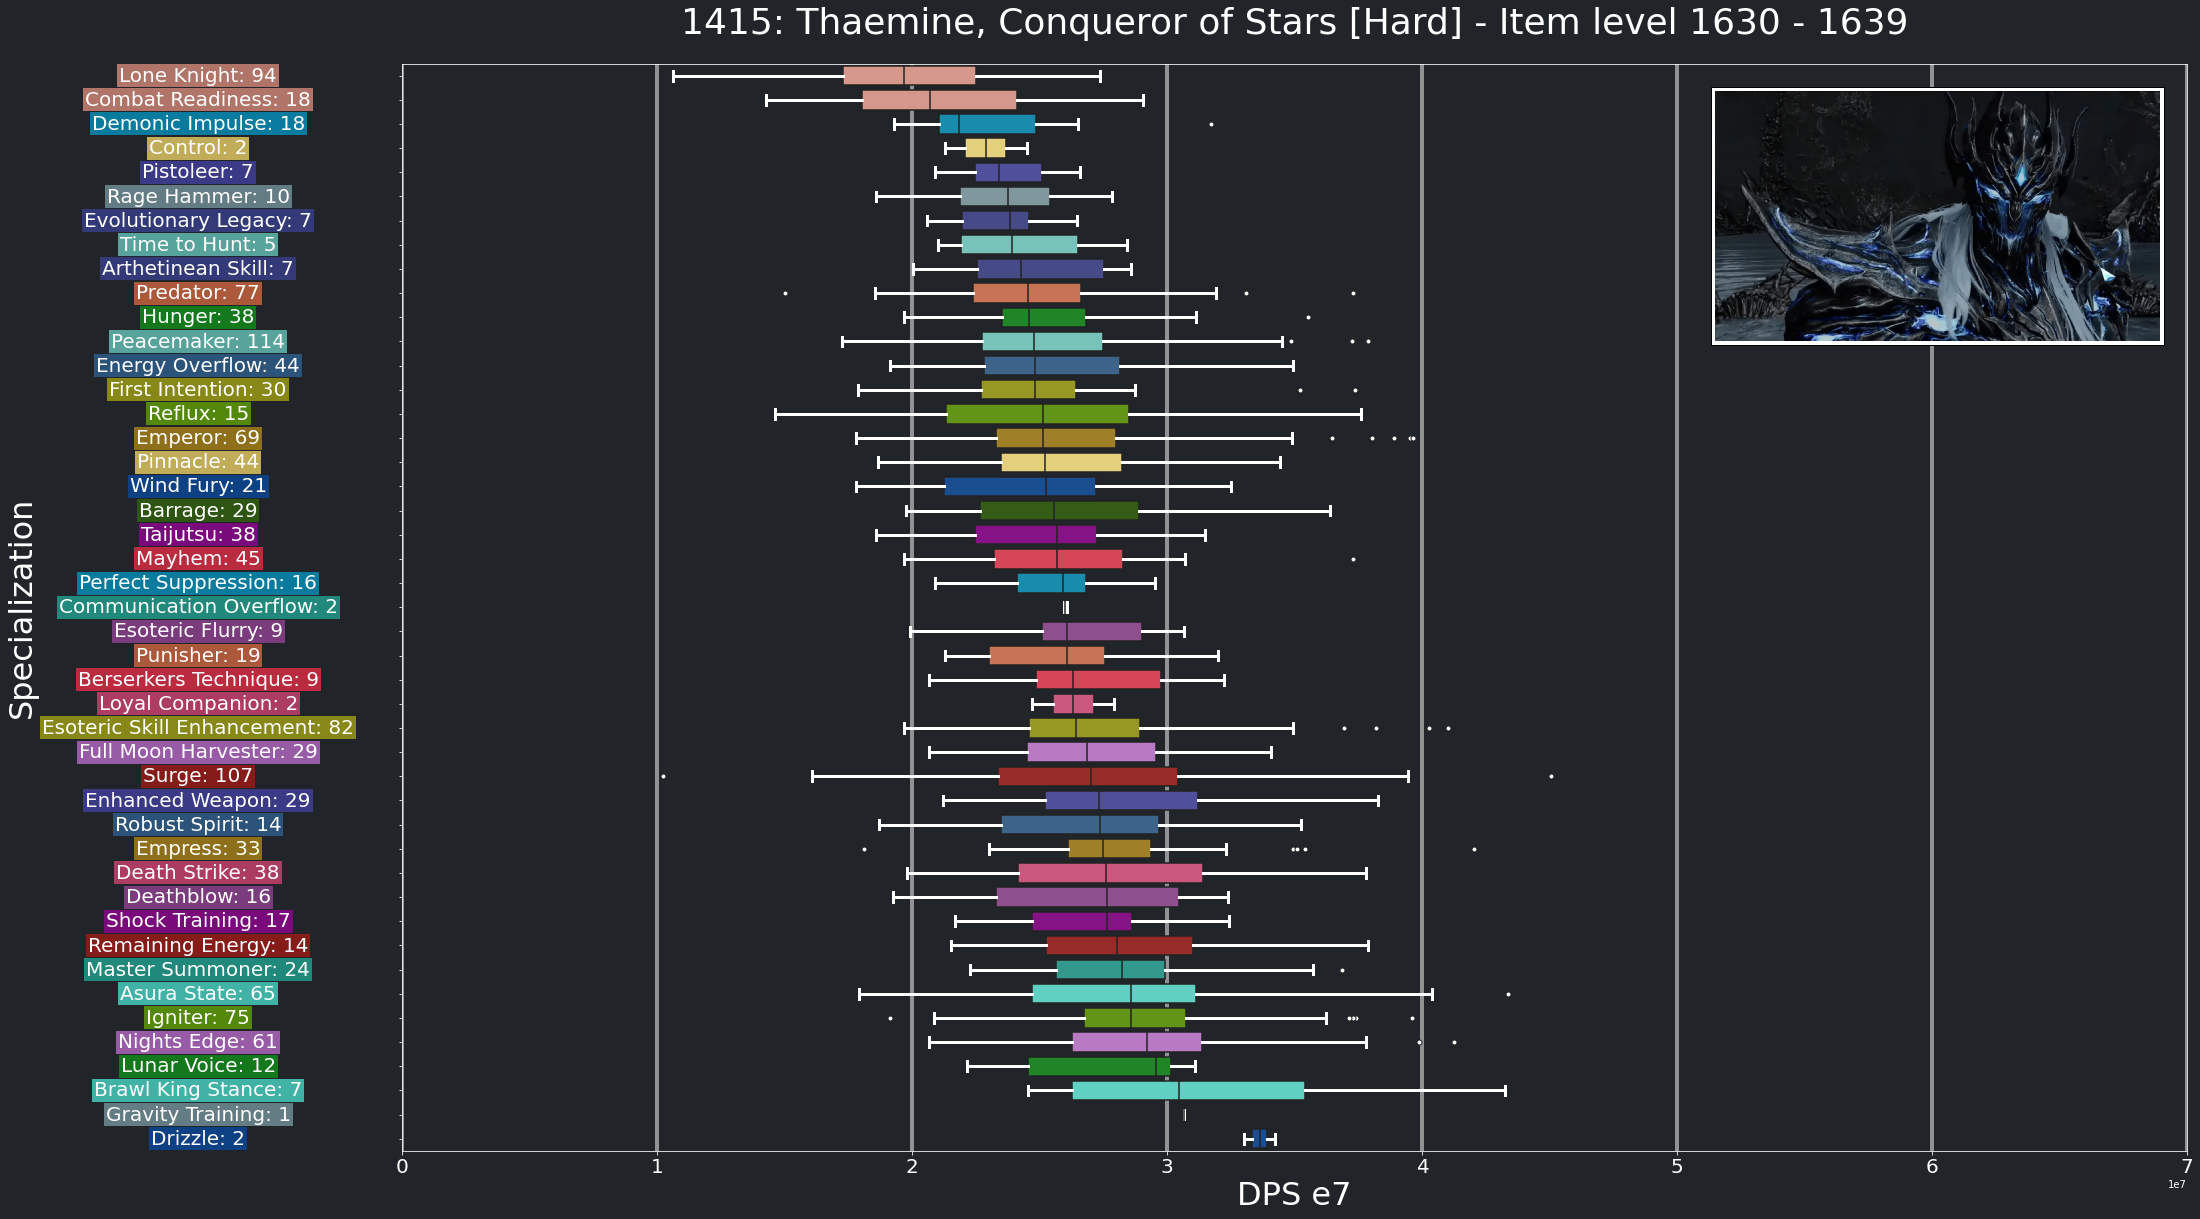 1415: Thaemine, Conqueror of Stars [Hard] - Item level 1630 - 1639
Specialization
Lone Knight: 94
Combat Readiness: 18
Demonic Impulse: 18
Control: 2
Pistoleer: 7
Rage Hammer: 10
Evolutionary Legacy: 7
Time to Hunt: 5
Arthetinean Skill: 7
Predator: 77
Hunger: 38
Peacemaker: 114
Energy Overflow: 44
First Intention: 30
Reflux: 15
Emperor: 69
Pinnacle: 44
Wind Fury: 21
Barrage: 29
Taijutsu: 38
Mayhem: 45
Perfect Suppression: 16
Communication Overflow: 2
Esoteric Flurry: 9
Punisher: 19
Berserkers Technique: 9
Loyal Companion: 2
Esoteric Skill Enhancement: 82
Full Moon Harvester: 29
Surge: 107
Enhanced Weapon: 29
Robust Spirit: 14
Empress: 33
Death Strike: 38
Deathblow: 16
Shock Training: 17
Remaining Energy: 14
Master Summoner: 24
Asura State: 65
Igniter: 75
Nights Edge: 61
Lunar Voice: 12
Brawl King Stance: 7
Gravity Training: 1
Drizzle: 2
0 1 2 3 4 5 6 7
1e7
DPS e7